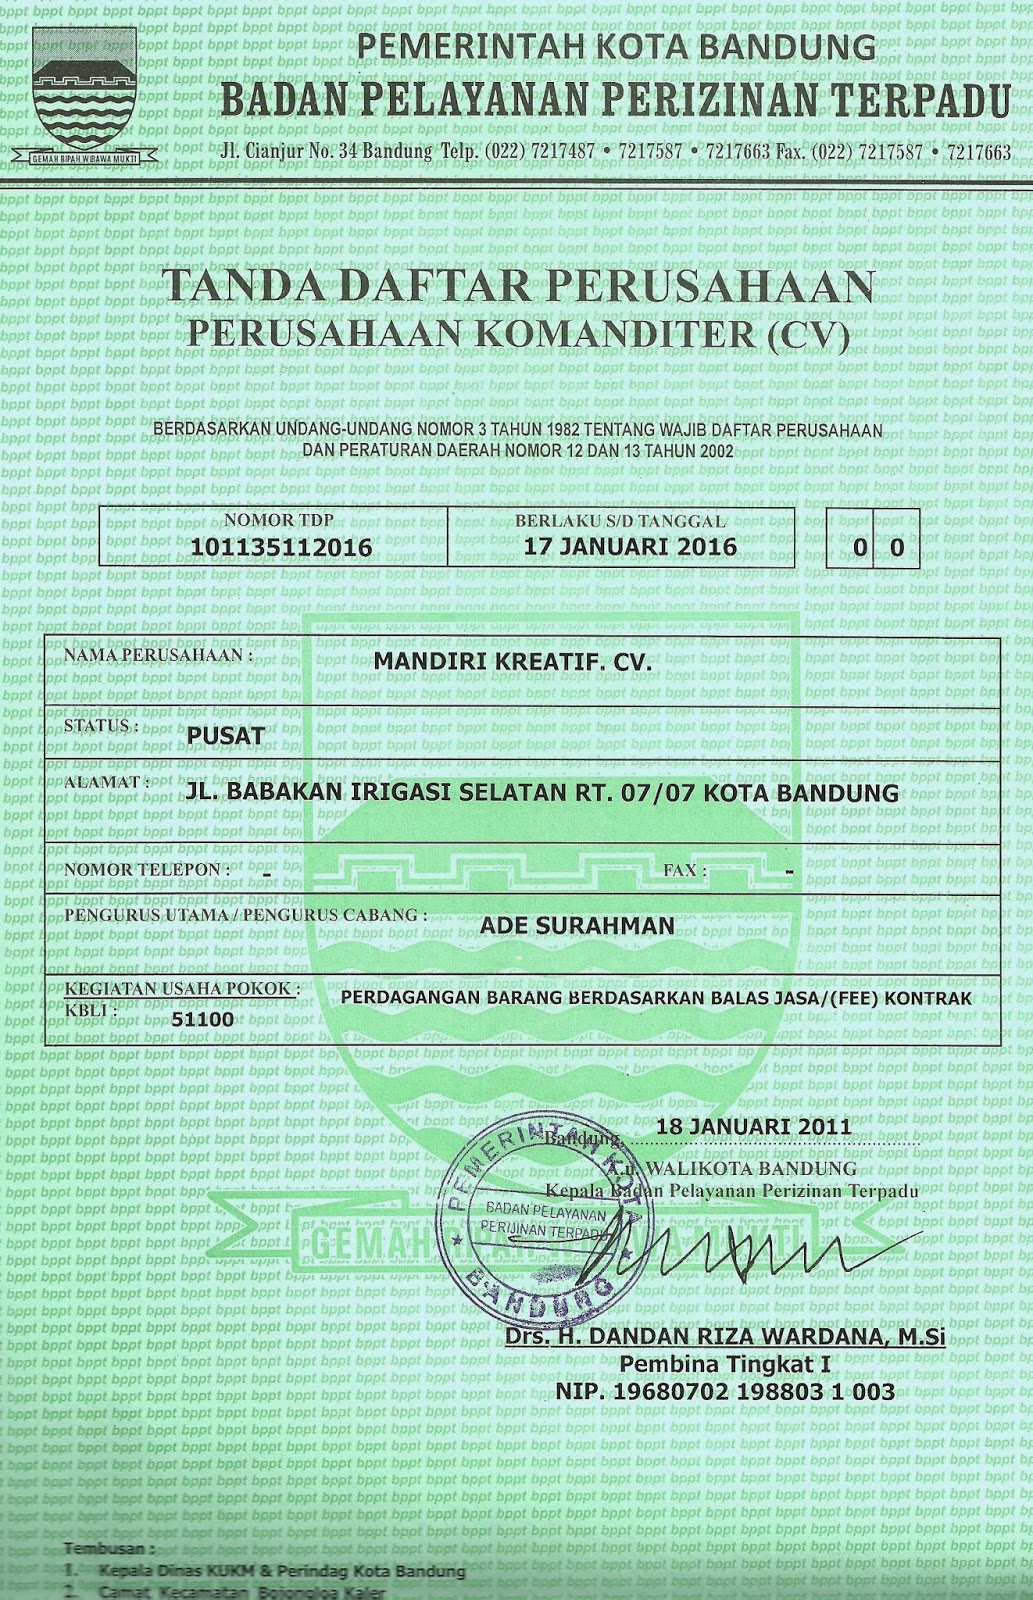 PEMERINTAH KOTA BANDUNG
BADAN PELAYANAN PERIZINAN TERPADU
Jl. Cianjur No. 34 Bandung Telp. (022) 7217487 • 7217587 • 7217663 Fax. (022) 7217587 • 7217663
GEMAH RIPAH WIBAWA MUKTI
TANDA DAFTAR PERUSAHAAN
PERUSAHAAN KOMANDITER (CV)
BERDASARKAN UNDANG-UNDANG NOMOR 3 TAHUN 1982 TENTANG WAJIB DAFTAR PERUSAHAAN
DAN PERATURAN DAERAH NOMOR 12 DAN 13 TAHUN 2002
NOMOR TDP
101135112016
BERLAKU S/D TANGGAL
17 JANUARI 2016
0 0
NAMA PERUSAHAAN : MANDIRI KREATIF. CV.
STATUS : PUSAT
ALAMAT : JL. BABAKAN IRIGASI SELATAN RT. 07/07 KOTA BANDUNG
NOMOR TELEPON : - FAX : -
PENGURUS UTAMA / PENGURUS CABANG : ADE SURAHMAN
KEGIATAN USAHA POKOK : PERDAGANGAN BARANG BERDASARKAN BALAS JASA/(FEE) KONTRAK
KBLI : 51100
Bandung, 18 JANUARI 2011
A.n. WALIKOTA BANDUNG
Kepala Badan Pelayanan Perizinan Terpadu
PEMERINTAH KOTA
BADAN PELAYANAN
PERIJINAN TERPADU
BANDUNG
Drs. H. DANDAN RIZA WARDANA, M.Si
Pembina Tingkat I
NIP. 19680702 198803 1 003
Tembusan :
1. Kepala Dinas KUKM & Perindag Kota Bandung
2. Camat Kecamatan Bojongloa Kaler